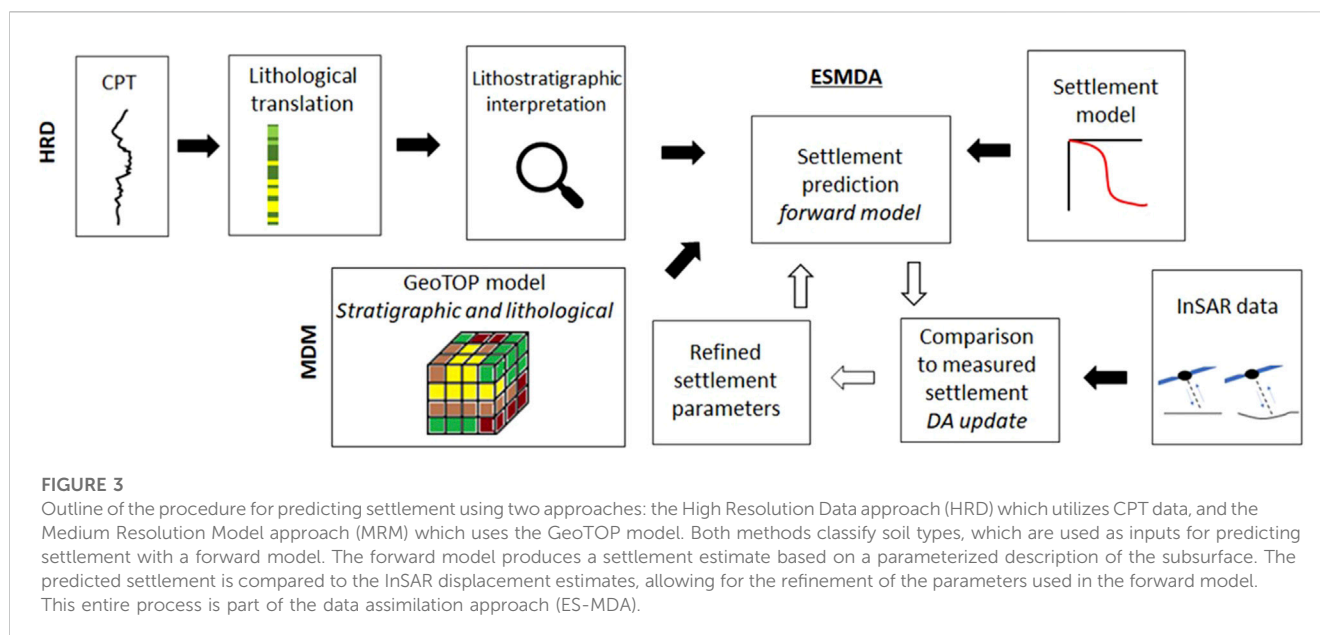 HRD
CPT
Lithological
translation
Lithostratigraphic
interpretation
ESMDA
Settlement
prediction
forward model
Settlement
model
MDM
GeoTOP model
Stratigraphic and lithological
Refined
settlement
parameters
Comparison
to measured
settlement
DA update
InSAR data
FIGURE 3
Outline of the procedure for predicting settlement using two approaches: the High Resolution Data approach (HRD) which utilizes CPT data, and the
Medium Resolution Model approach (MRM) which uses the GeoTOP model. Both methods classify soil types, which are used as inputs for predicting
settlement with a forward model. The forward model produces a settlement estimate based on a parameterized description of the subsurface. The
predicted settlement is compared to the InSAR displacement estimates, allowing for the refinement of the parameters used in the forward model.
This entire process is part of the data assimilation approach (ES-MDA).